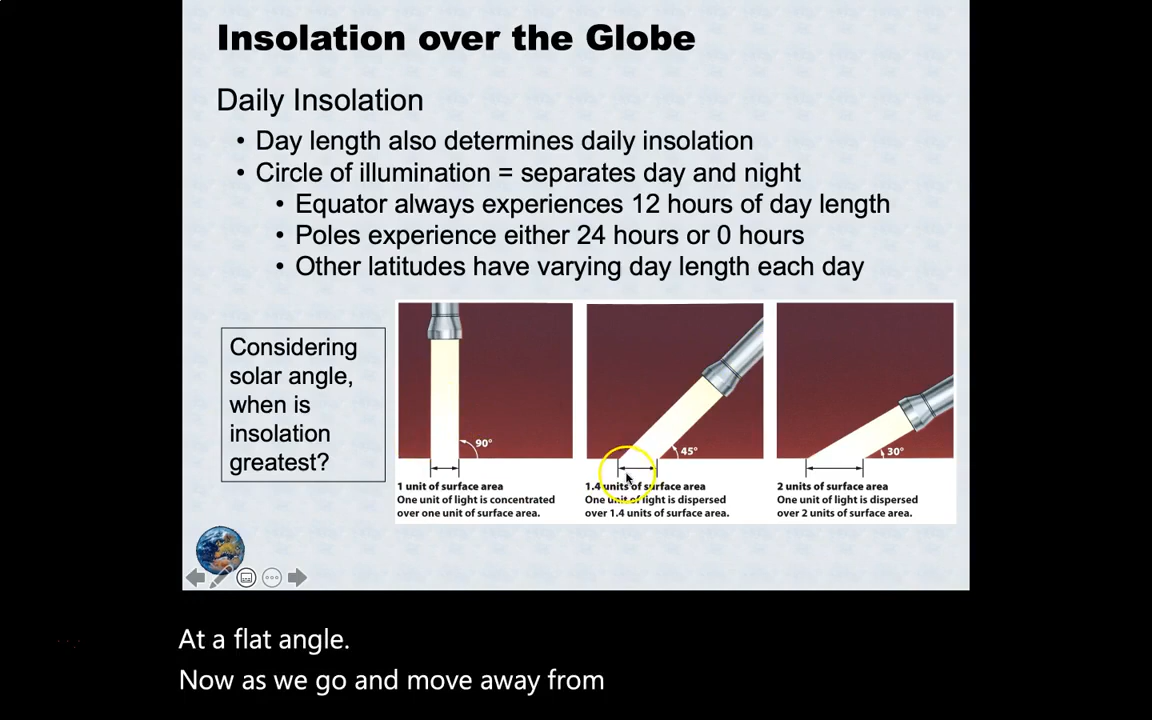 Insolation over the Globe
Daily Insolation
• Day length also determines daily insolation
• Circle of illumination = separates day and night
• Equator always experiences 12 hours of day length
• Poles experience either 24 hours or 0 hours
• Other latitudes have varying day length each day
Considering
solar angle,
when is
insolation
greatest?
90°
1 unit of surface area
One unit of light is concentrated
over one unit of surface area.
45°
1.4 units of surface area
One unit of light is dispersed
over 1.4 units of surface area.
30°
2 units of surface area
One unit of light is dispersed
over 2 units of surface area.
At a flat angle.
Now as we go and move away from